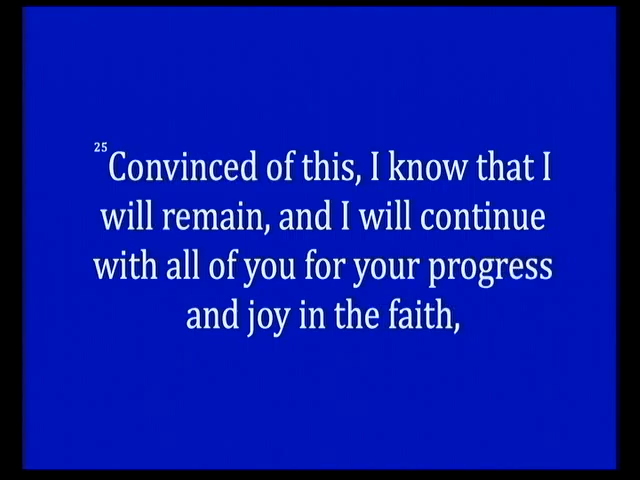 25Convinced of this, I know that I
will remain, and I will continue
with all of you for your progress
and joy in the faith,